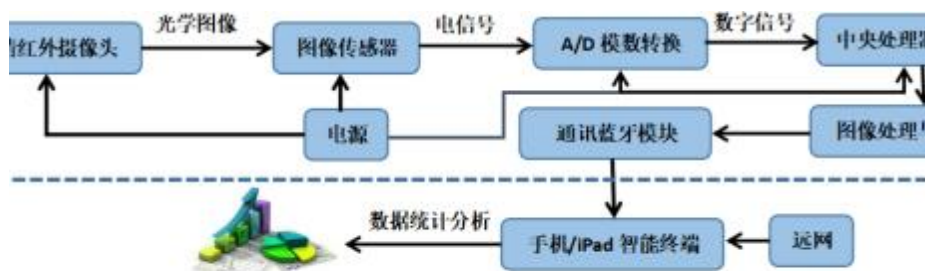 光学图像
电信号
数字信号
红外摄像头
图像传感器
A/D 模数转换
中央处理器
电源
通讯蓝牙模块
图像处理
数据统计分析
手机/iPad 智能终端
远网